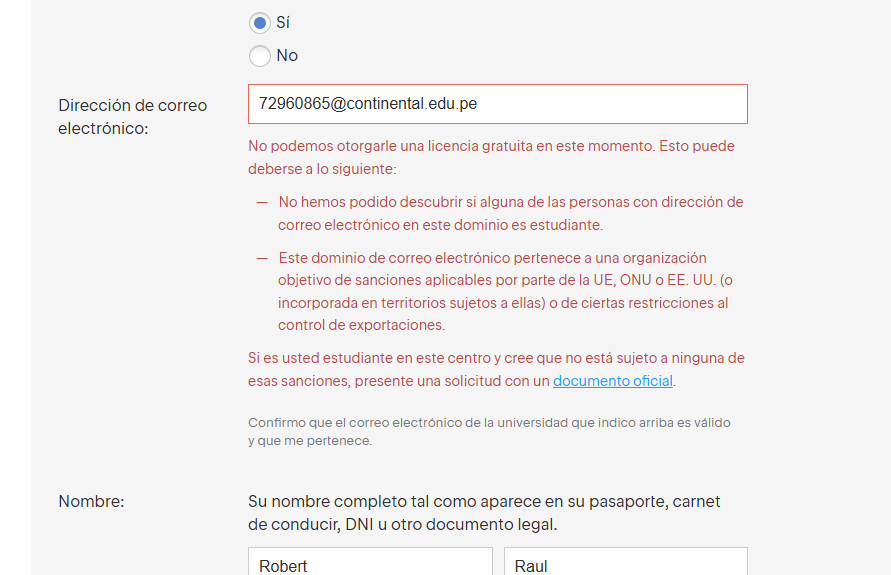 Sí
No
Dirección de correo
electrónico:
72960865@continental.edu.pe
No podemos otorgarle una licencia gratuita en este momento. Esto puede
deberse a lo siguiente:
— No hemos podido descubrir si alguna de las personas con dirección de
correo electrónico en este dominio es estudiante.
— Este dominio de correo electrónico pertenece a una organización
objetivo de sanciones aplicables por parte de la UE, ONU o EE. UU. (o
incorporada en territorios sujetos a ellas) o de ciertas restricciones al
control de exportaciones.
Si es usted estudiante en este centro y cree que no está sujeto a ninguna de
esas sanciones, presente una solicitud con un documento oficial.
Confirmo que el correo electrónico de la universidad que indico arriba es válido
y que me pertenece.
Nombre:
Su nombre completo tal como aparece en su pasaporte, carnet
de conducir, DNI u otro documento legal.
Robert
Raul